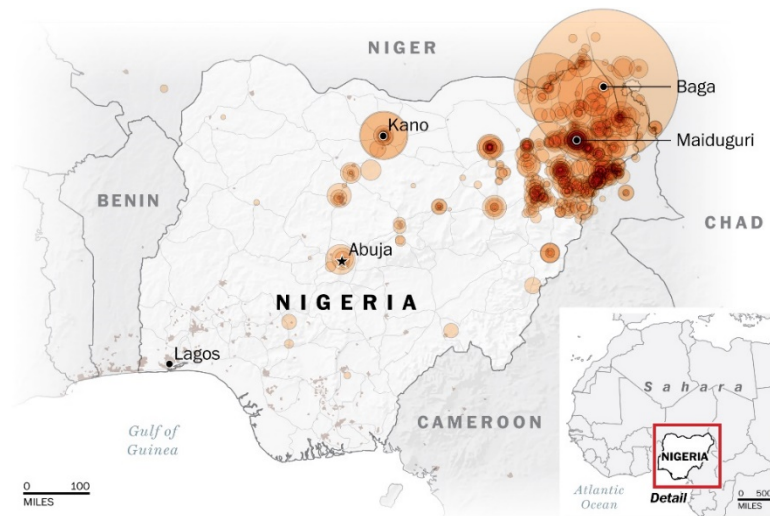 NIGER
Baga
Kano
Maiduguri
BENIN
CHAD
Abuja
NIGERIA
Lagos
CAMEROON
Gulf of
Guinea
0 100
MILES
Sahara
NIGERIA
Atlantic
Ocean
Detail
0 500
MILES